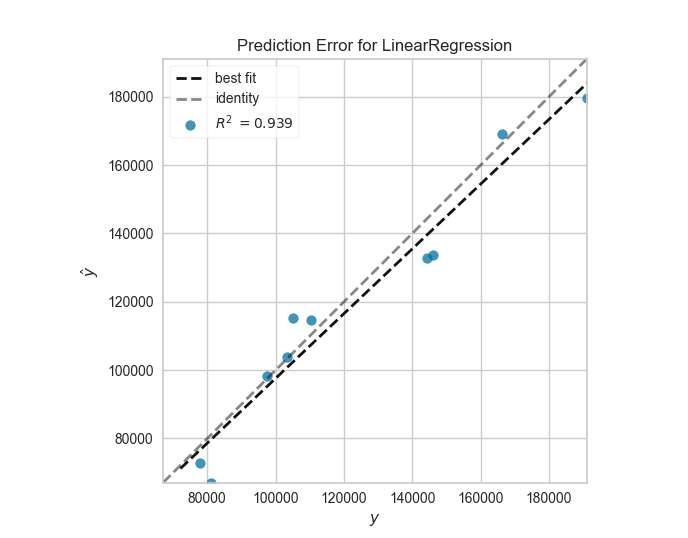 Prediction Error for LinearRegression
best fit
identity
R² = 0.939
180000
160000
140000
120000
100000
80000
ŷ
80000 100000 120000 140000 160000 180000
y